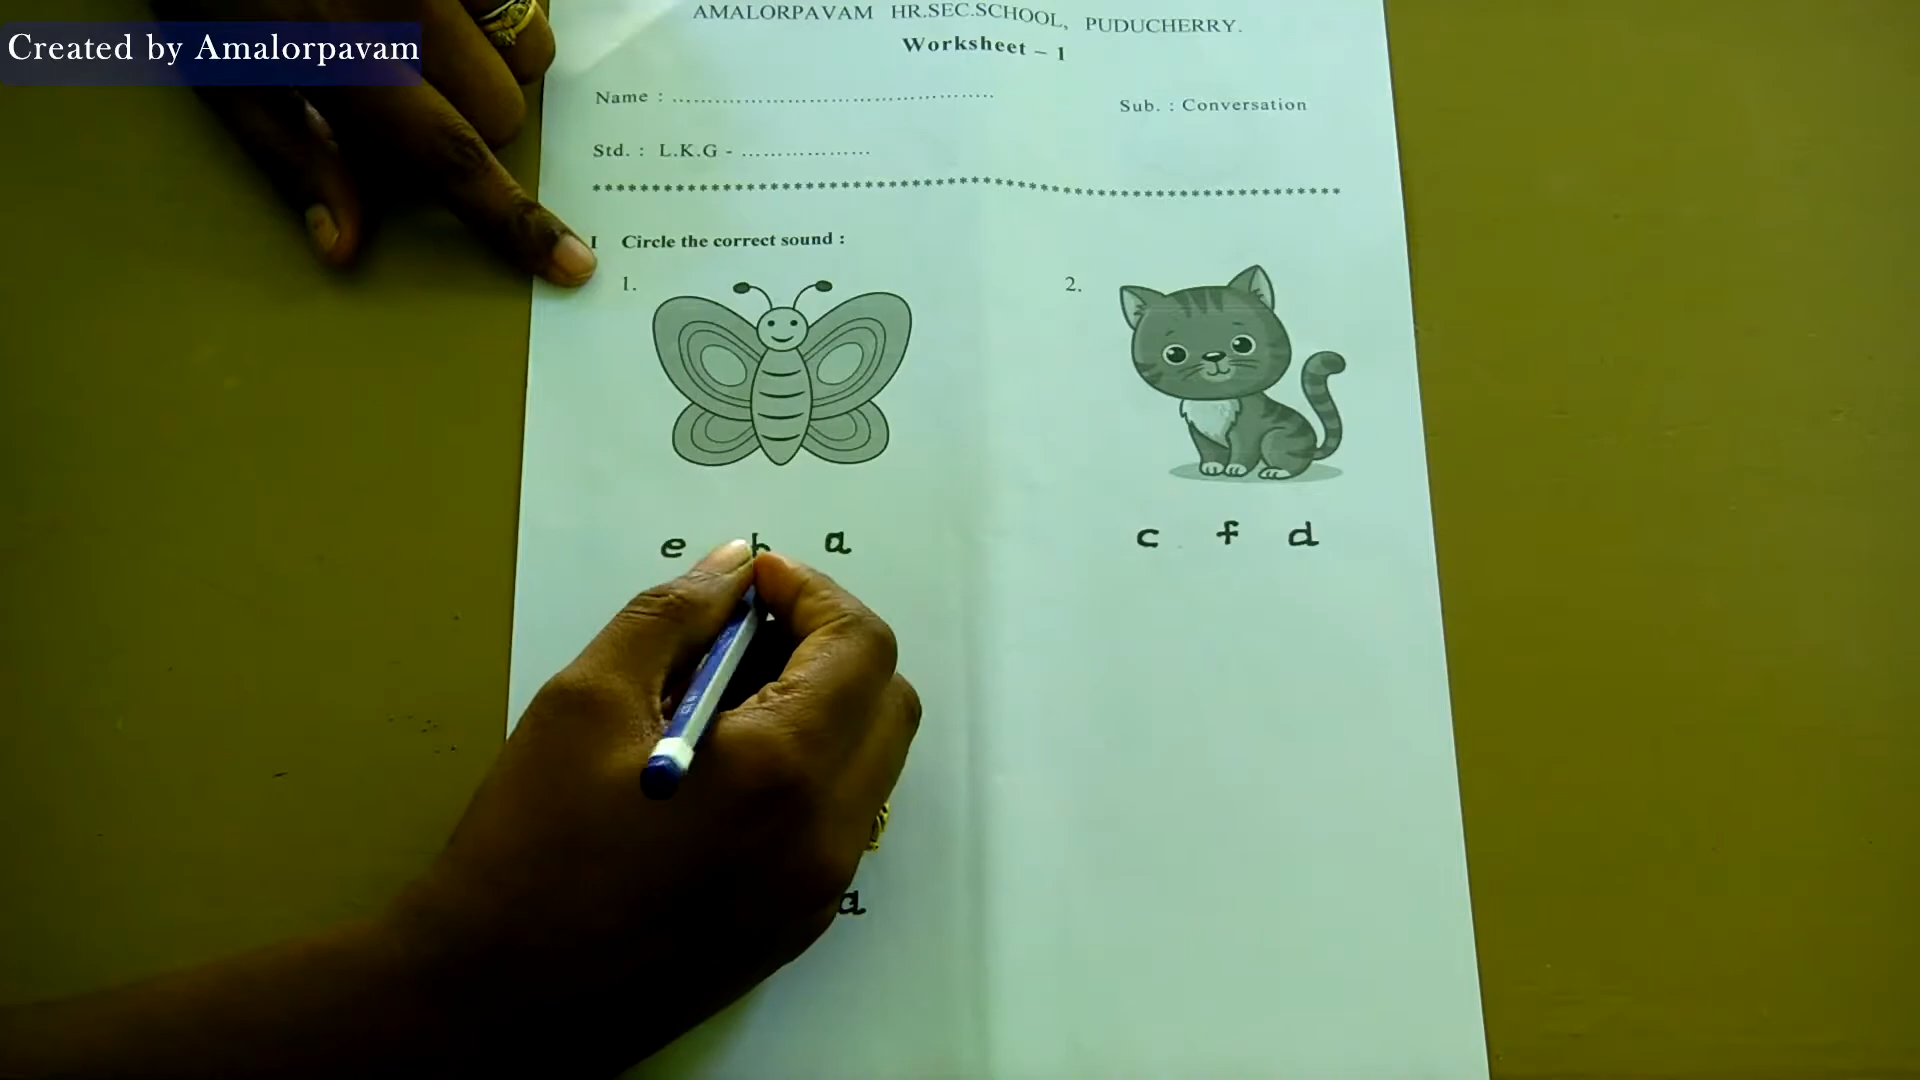 Created by Amalorpavam
AMALORPAVAM HR.SEC.SCHOOL, PUDUCHERRY.
Worksheet – 1
Name : ............................................
Sub. : Conversation
Std. : L.K.G - ..................
***************************************************************************
I Circle the correct sound :
1.
2.
e b a
c f d
a